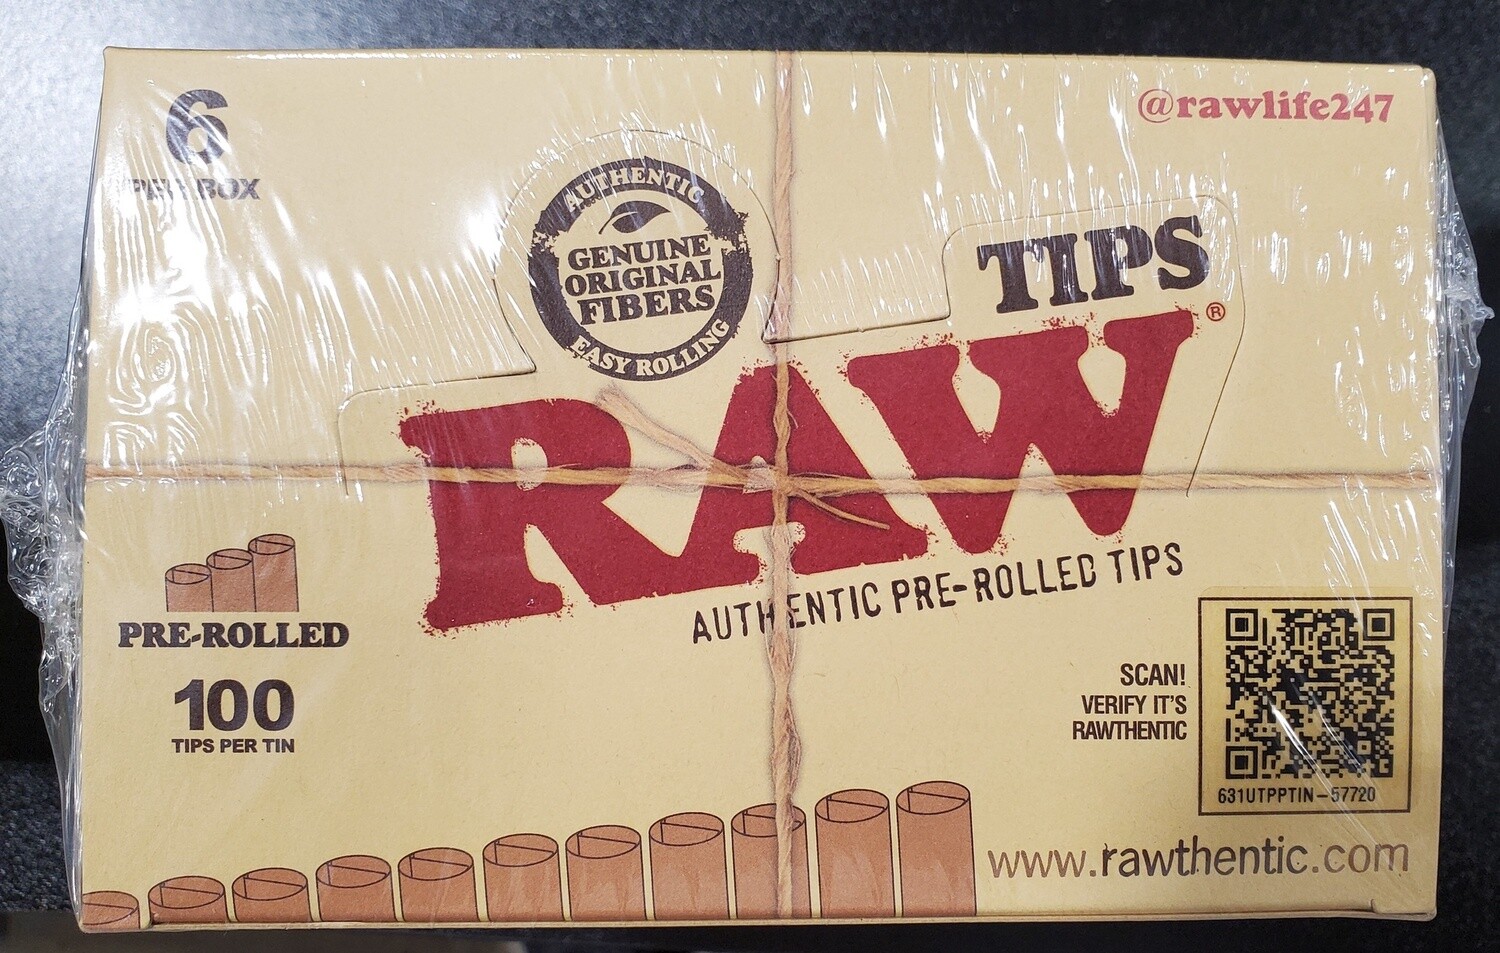 6
PER BOX
@rawlife247
AUTHENTIC
GENUINE
ORIGINAL
FIBERS
EASY ROLLING
TIPS
RAW®
AUTHENTIC PRE-ROLLED TIPS
PRE-ROLLED
100
TIPS PER TIN
SCAN!
VERIFY IT'S
RAWTHENTIC
631UTPPTIN-57720
www.rawthentic.com